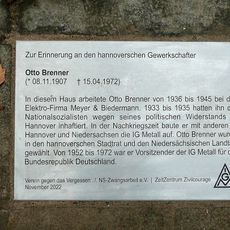 Zur Erinnerung an den hannoverschen Gewerkschafter
Otto Brenner
(* 08.11.1907 † 15.04.1972)
In diesem Haus arbeitete Otto Brenner von 1936 bis 1945 bei d
Elektro-Firma Meyer & Biedermann. 1933 bis 1935 hatten ihn d
Nationalsozialisten wegen seines politischen Widerstands
Hannover inhaftiert. In der Nachkriegszeit baute er mit anderen
Hannover und Niedersachsen die IG Metall auf. Otto Brenner wurd
in den hannoverschen Stadtrat und den Niedersächsischen Landta
gewählt. Von 1952 bis 1972 war er Vorsitzender der IG Metall für d
Bundesrepublik Deutschland.
Verein gegen das Vergessen / NS-Zwangsarbeit e.V. | ZeitZentrum Zivilcourage
November 2022